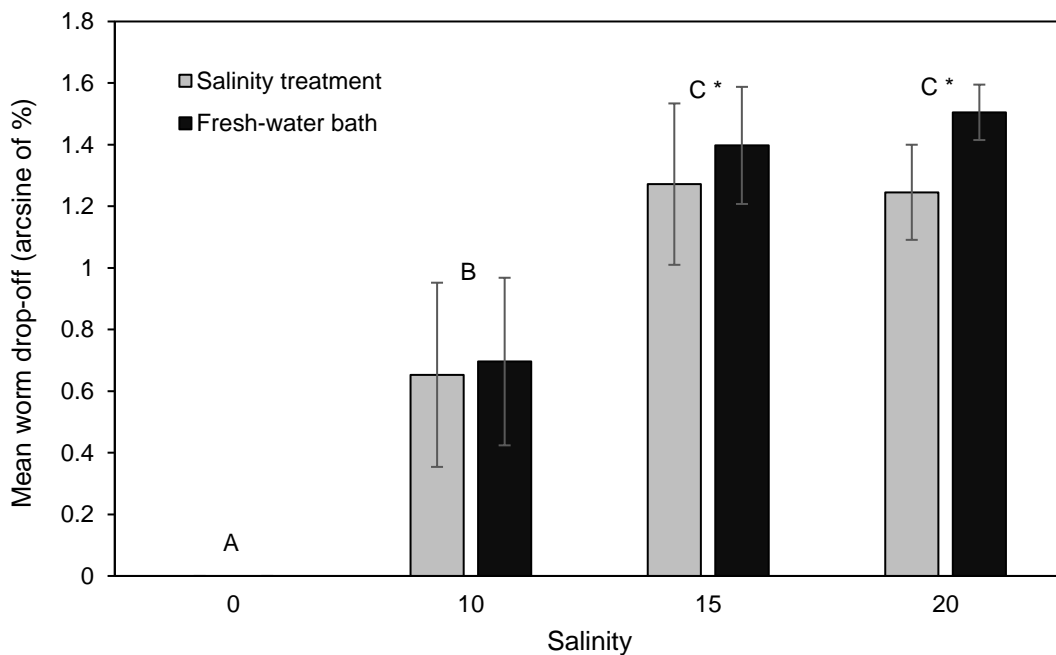 Mean worm drop-off (arcsine of %)
1.8
1.6
1.4
1.2
1
0.8
0.6
0.4
0.2
0
Salinity treatment
Fresh-water bath
A
B
C *
C *
0
10
15
20
Salinity